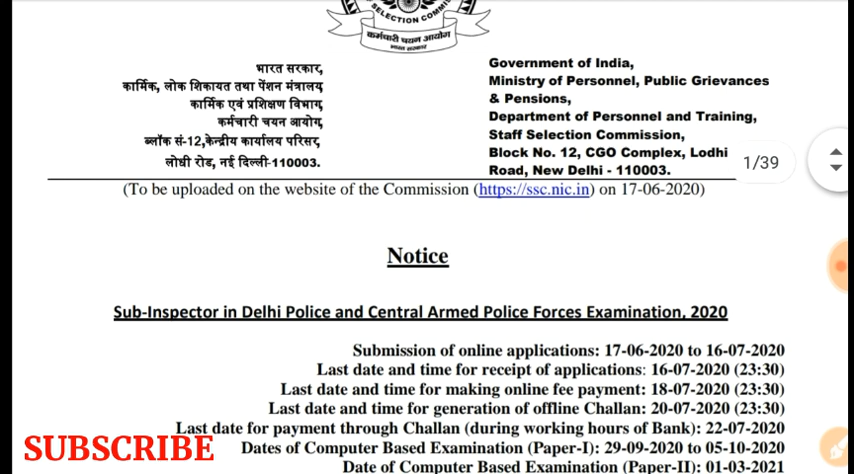 SELECTION COMM
कर्मचारी चयन आयोग
भारत सरकार
भारत सरकार,
कार्मिक, लोक शिकायत तथा पेंशन मंत्रालय,
कार्मिक एवं प्रशिक्षण विभाग,
कर्मचारी चयन आयोग,
ब्लॉक सं-12,केन्द्रीय कार्यालय परिसर,
लोधी रोड, नई दिल्ली-110003.
Government of India,
Ministry of Personnel, Public Grievances
& Pensions,
Department of Personnel and Training,
Staff Selection Commission,
Block No. 12, CGO Complex, Lodhi
Road, New Delhi - 110003.
1/39
(To be uploaded on the website of the Commission (https://ssc.nic.in) on 17-06-2020)
Notice
Sub-Inspector in Delhi Police and Central Armed Police Forces Examination, 2020
Submission of online applications: 17-06-2020 to 16-07-2020
Last date and time for receipt of applications: 16-07-2020 (23:30)
Last date and time for making online fee payment: 18-07-2020 (23:30)
Last date and time for generation of offline Challan: 20-07-2020 (23:30)
Last date for payment through Challan (during working hours of Bank): 22-07-2020
Dates of Computer Based Examination (Paper-I): 29-09-2020 to 05-10-2020
Date of Computer Based Examination (Paper-II): 01-03-2021
SUBSCRIBE